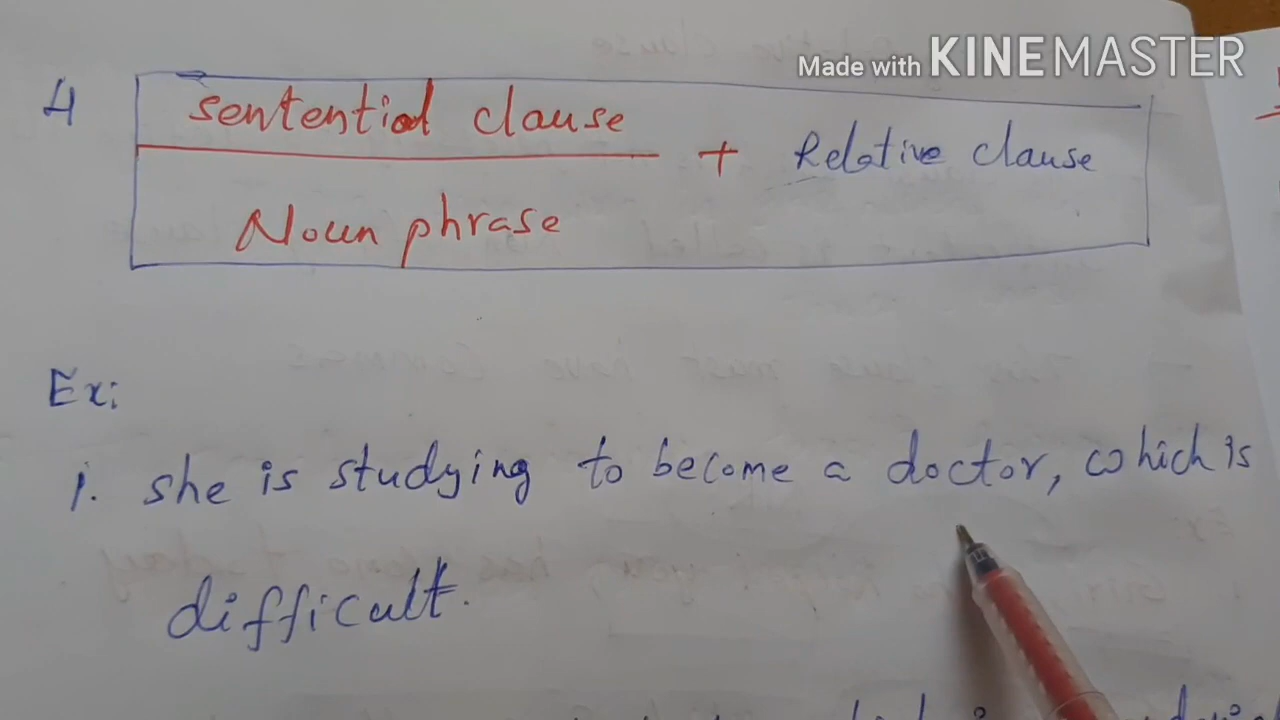 Made with KINEMASTER
4
sentential clause
+ Relative clause
Noun phrase
Ex:
1. she is studying to become a doctor, which is
difficult.